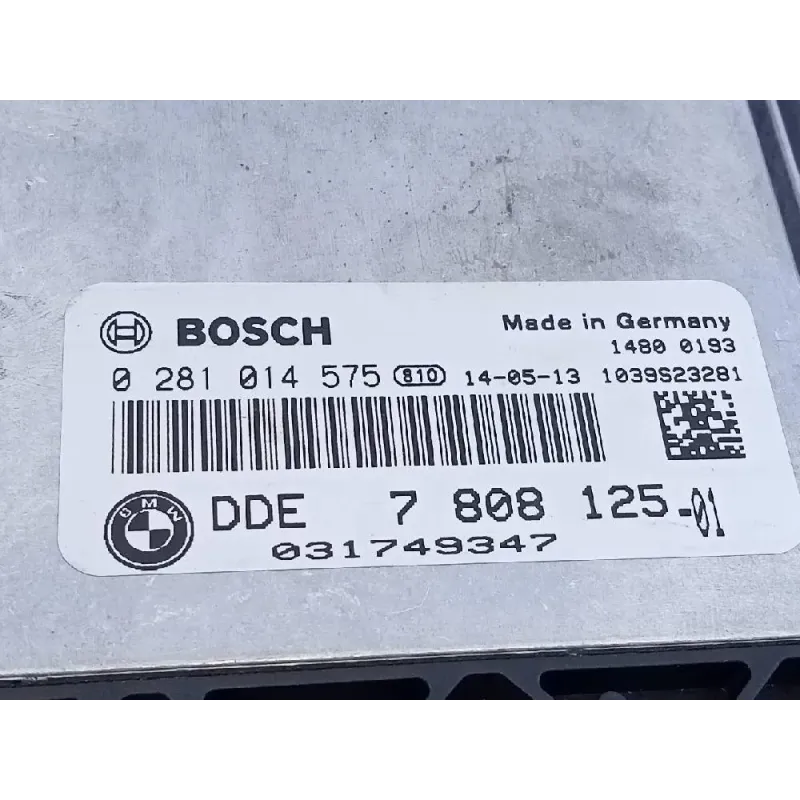 BOSCH
Made in Germany
1480 0193
0 281 014 575 810 14-05-13 1039S23281
BMW
DDE 7 808 125-01
031749347